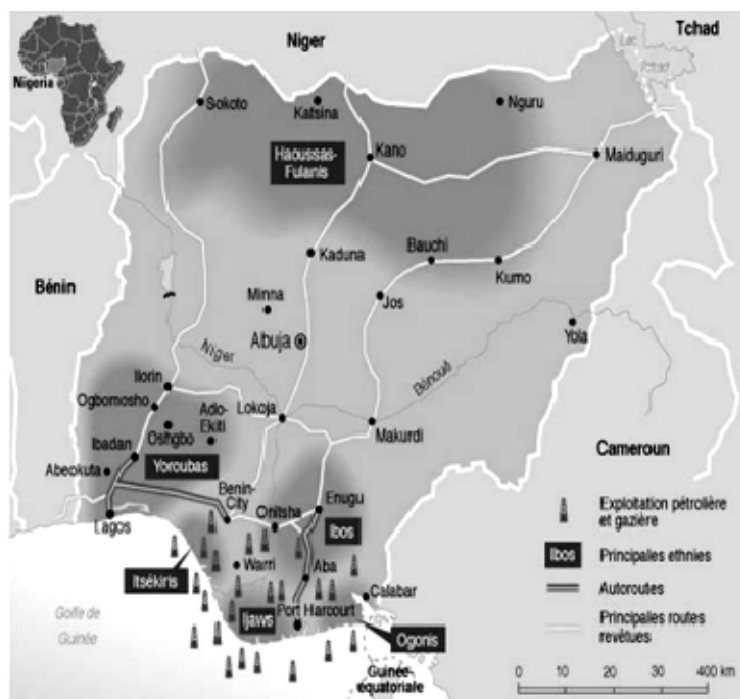 Niger
Tchad
Lac
Tchad
Nigeria
Sokoto
Katsina
Nguru
Haoussas-
Fulanis
Kano
Maiduguri
Kaduna
Bauchi
Kumo
Bénin
Minna
Jos
Abuja
Yola
Niger
Bénoué
Ilorin
Ogbomosho
Lokoja
Makurdi
Ado-
Ekiti
Oshgbo
Ibadan
Yoroubas
Cameroun
Abeokuta
Benin-
City
Enugu
Onitsha
Lagos
Ibos
Exploitation pétrolière
et gazière
Ibos
Principales ethnies
Warri
Aba
Itsékiris
Calabar
Autoroutes
Ijaws
Port Harcourt
Principales routes
revêtues
Golfe de
Guinée
Ogonis
Guinée-
équatoriale
0 10 20 400 km